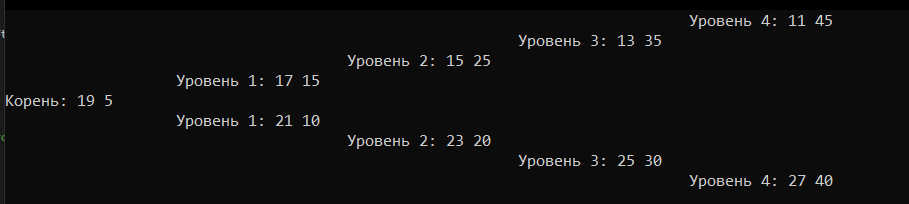 Уровень 4: 11 45
Уровень 3: 13 35
Уровень 2: 15 25
Уровень 1: 17 15
Корень: 19 5
Уровень 1: 21 10
Уровень 2: 23 20
Уровень 3: 25 30
Уровень 4: 27 40